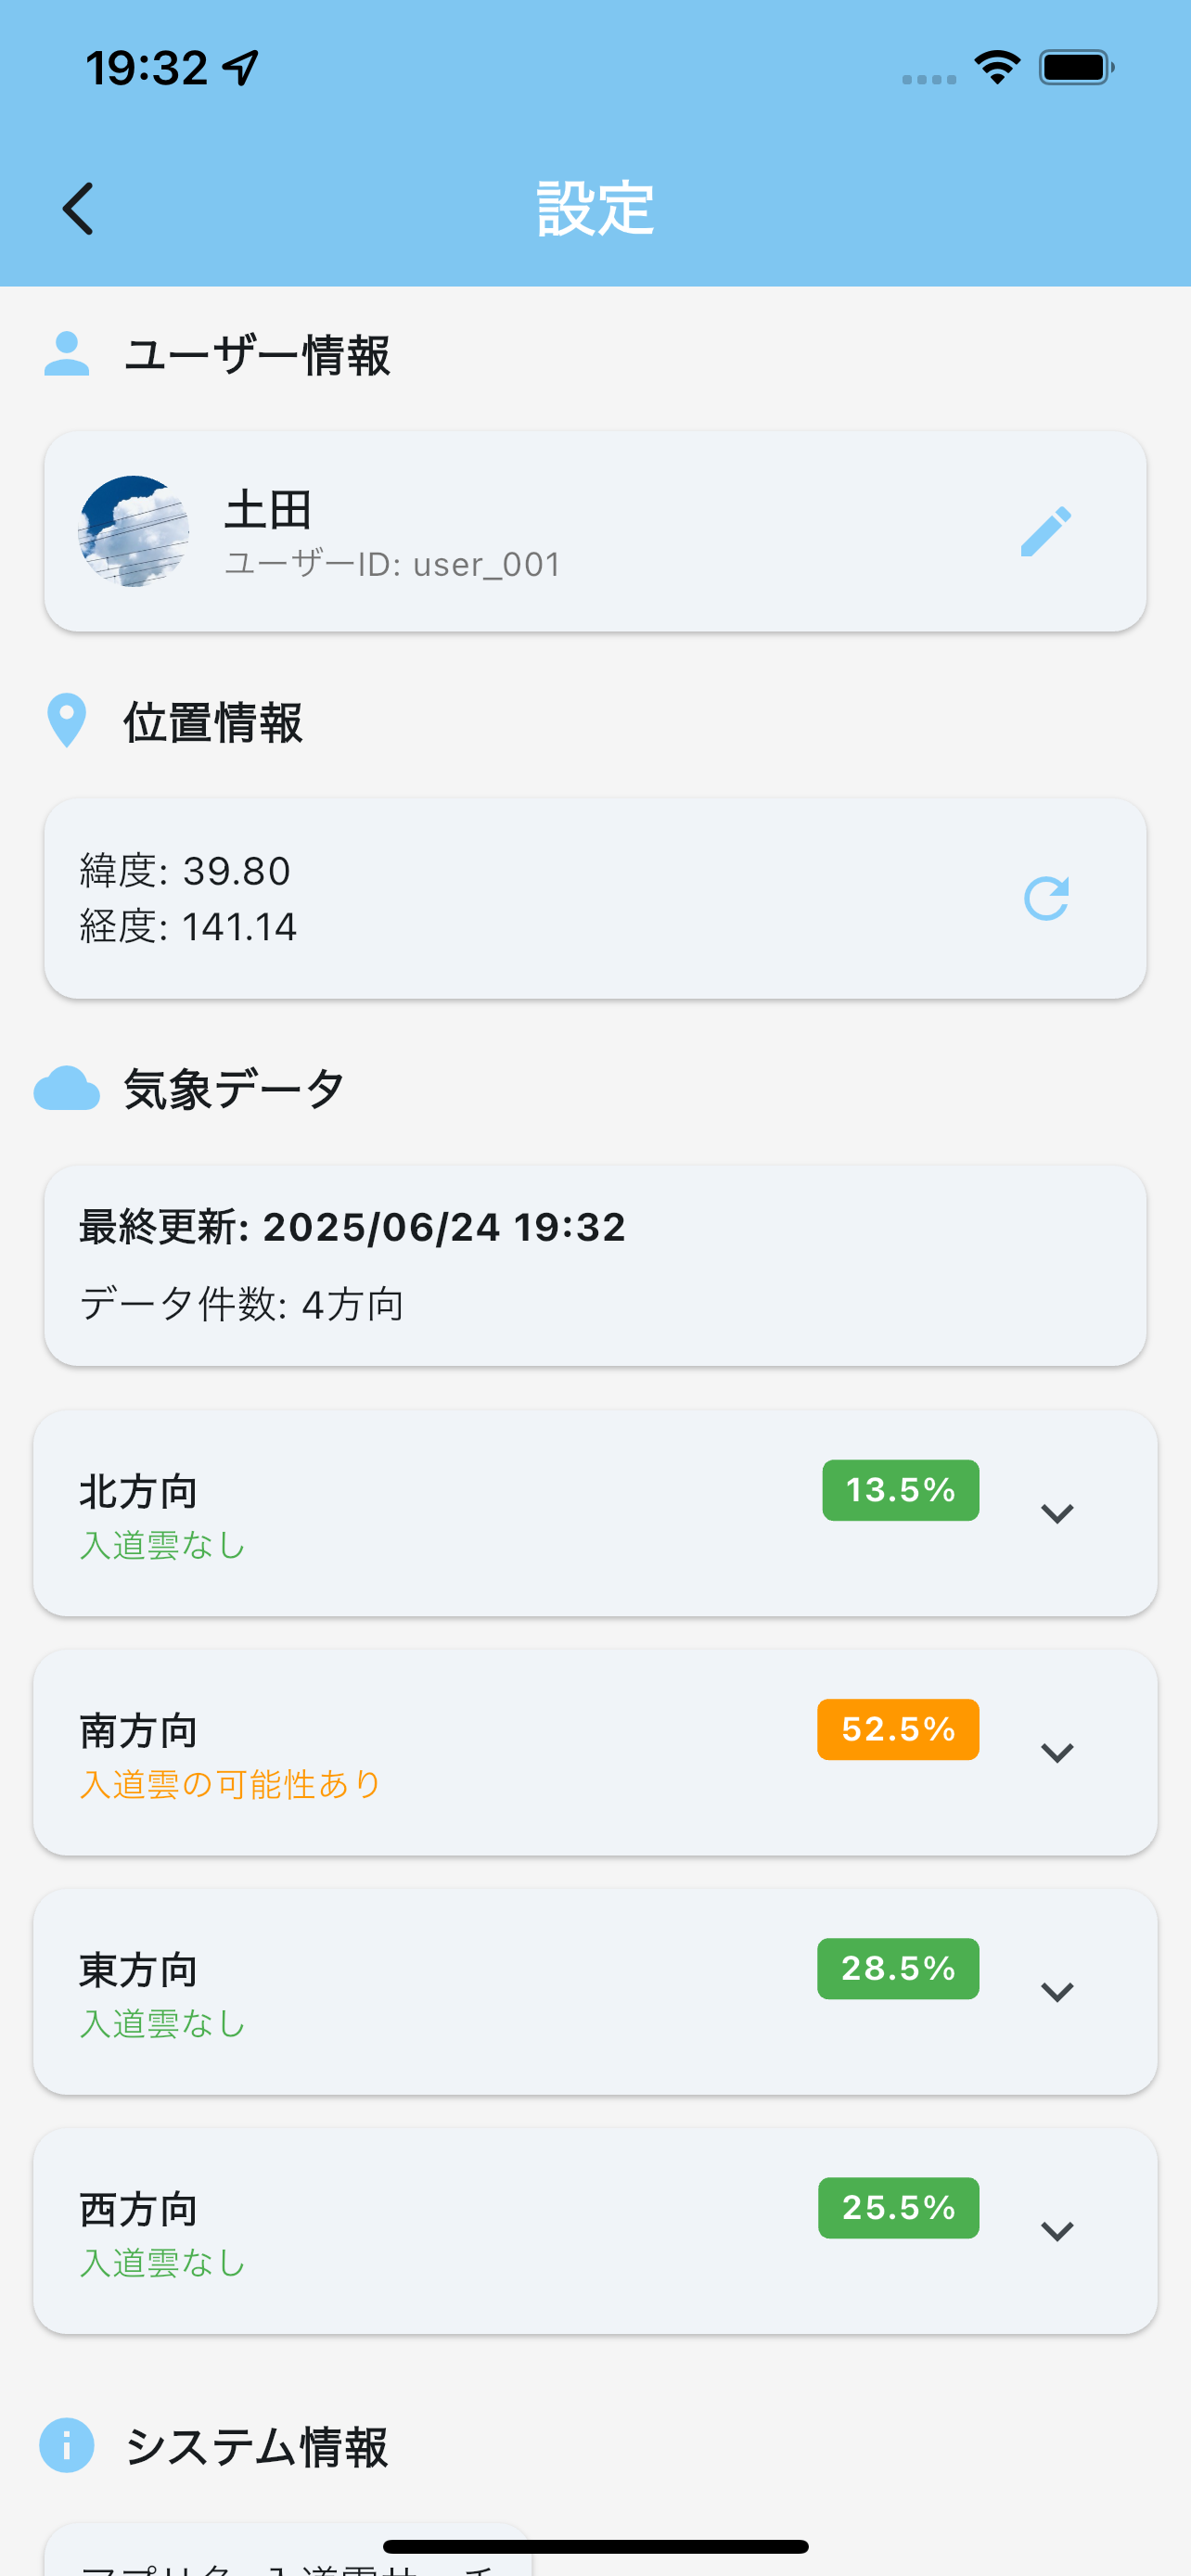 19:32
設定
ユーザー情報
土田
ユーザーID: user_001
位置情報
緯度: 39.80
経度: 141.14
気象データ
最終更新: 2025/06/24 19:32
データ件数: 4方向
北方向
13.5%
入道雲なし
南方向
52.5%
入道雲の可能性あり
東方向
28.5%
入道雲なし
西方向
25.5%
入道雲なし
システム情報